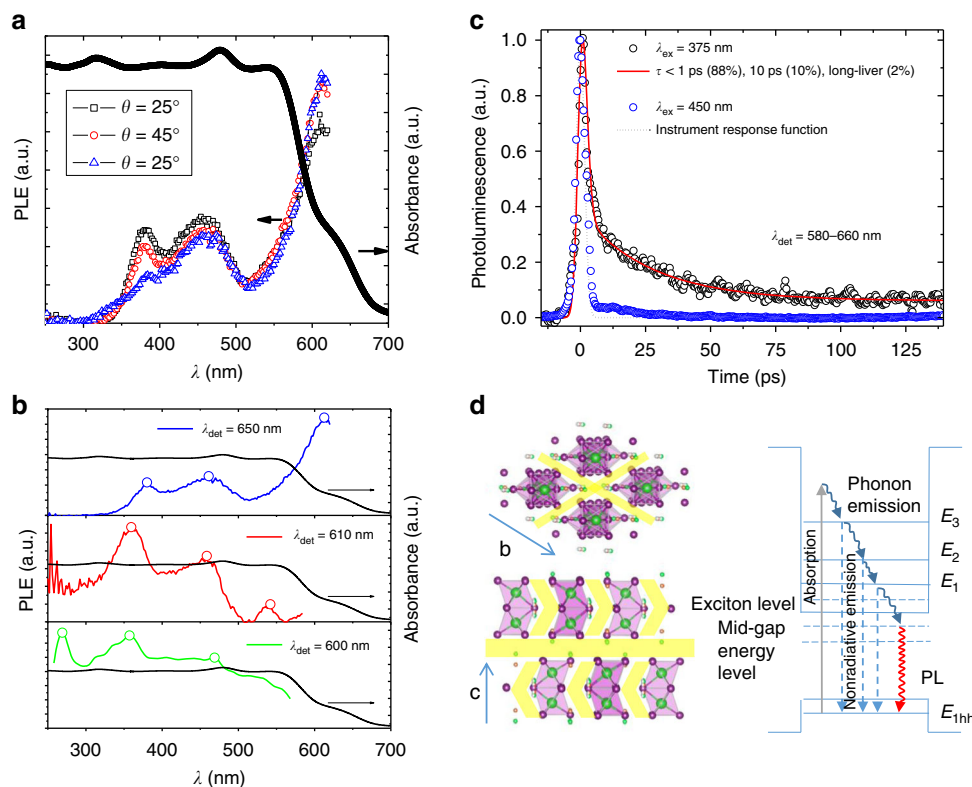 a
PLE (a.u.)
θ = 25°
θ = 45°
θ = 25°
Absorbance (a.u.)
300 400 500 600 700
λ (nm)
b
λdet = 650 nm
λdet = 610 nm
λdet = 600 nm
PLE (a.u.)
Absorbance (a.u.)
300 400 500 600 700
λ (nm)
c
Photoluminescence (a.u.)
1.0
0.8
0.6
0.4
0.2
0.0
λex = 375 nm
τ < 1 ps (88%), 10 ps (10%), long-liver (2%)
λex = 450 nm
Instrument response function
λdet = 580–660 nm
0 25 50 75 100 125
Time (ps)
d
b
c
Absorption
Phonon
emission
Nonradiative emission
E3
E2
E1
Exciton level
Mid-gap
energy
level
PL
E1hh